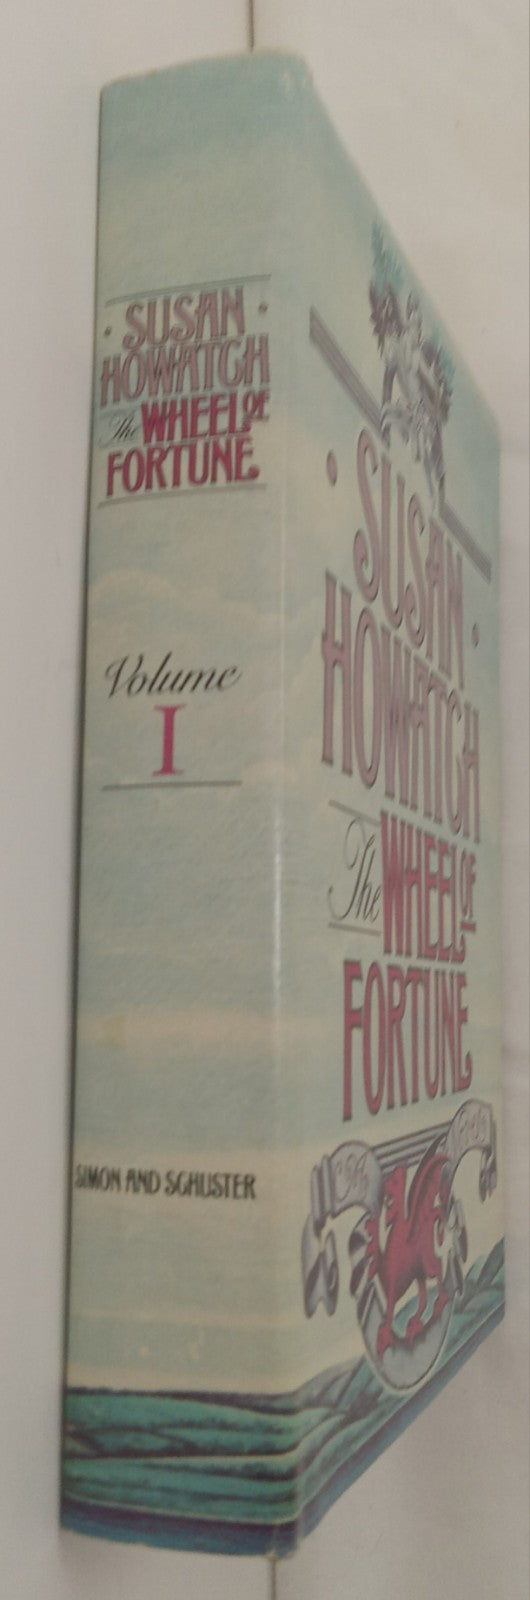 SUSAN
HOWATCH
The WHEEL OF
FORTUNE
Volume
I
SIMON AND SCHUSTER
SUSAN
HOWATCH
The WHEEL OF
FORTUNE